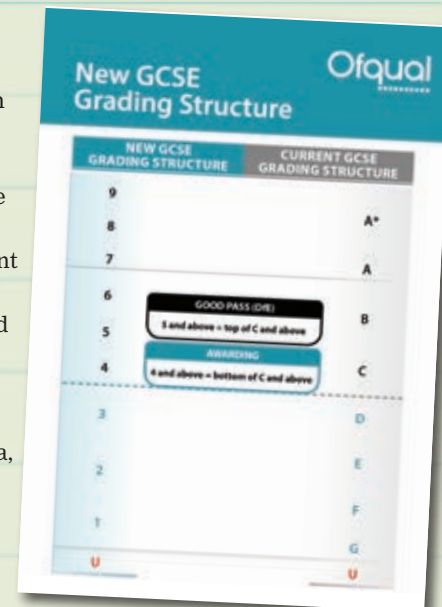 Ofqual
New GCSE
Grading Structure
NEW GCSE
GRADING STRUCTURE
CURRENT GCSE
GRADING STRUCTURE
9
8
A*
7
A
6
GOOD PASS (DfE)
B
5 and above = top of C and above
5
AWARDING
4
4 and above = bottom of C and above
C
3
D
2
E
1
F
G
U
U
e
nt
d
a,